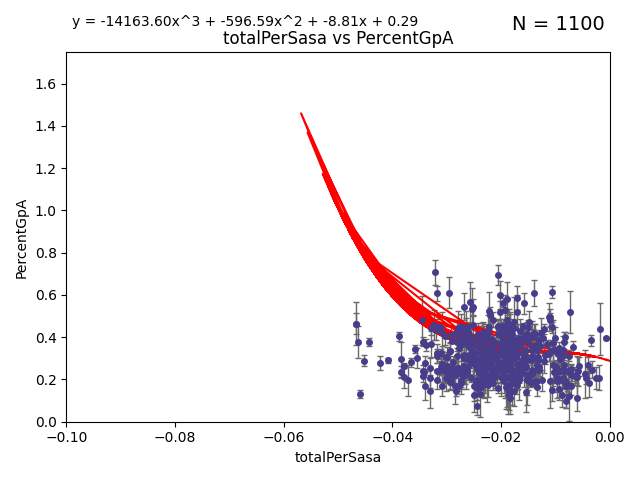 y = -14163.60x^3 + -596.59x^2 + -8.81x + 0.29
N = 1100
totalPerSasa vs PercentGpA
1.6
1.4
1.2
1.0
0.8
0.6
0.4
0.2
0.0
PercentGpA
−0.10 −0.08 −0.06 −0.04 −0.02 0.00
totalPerSasa